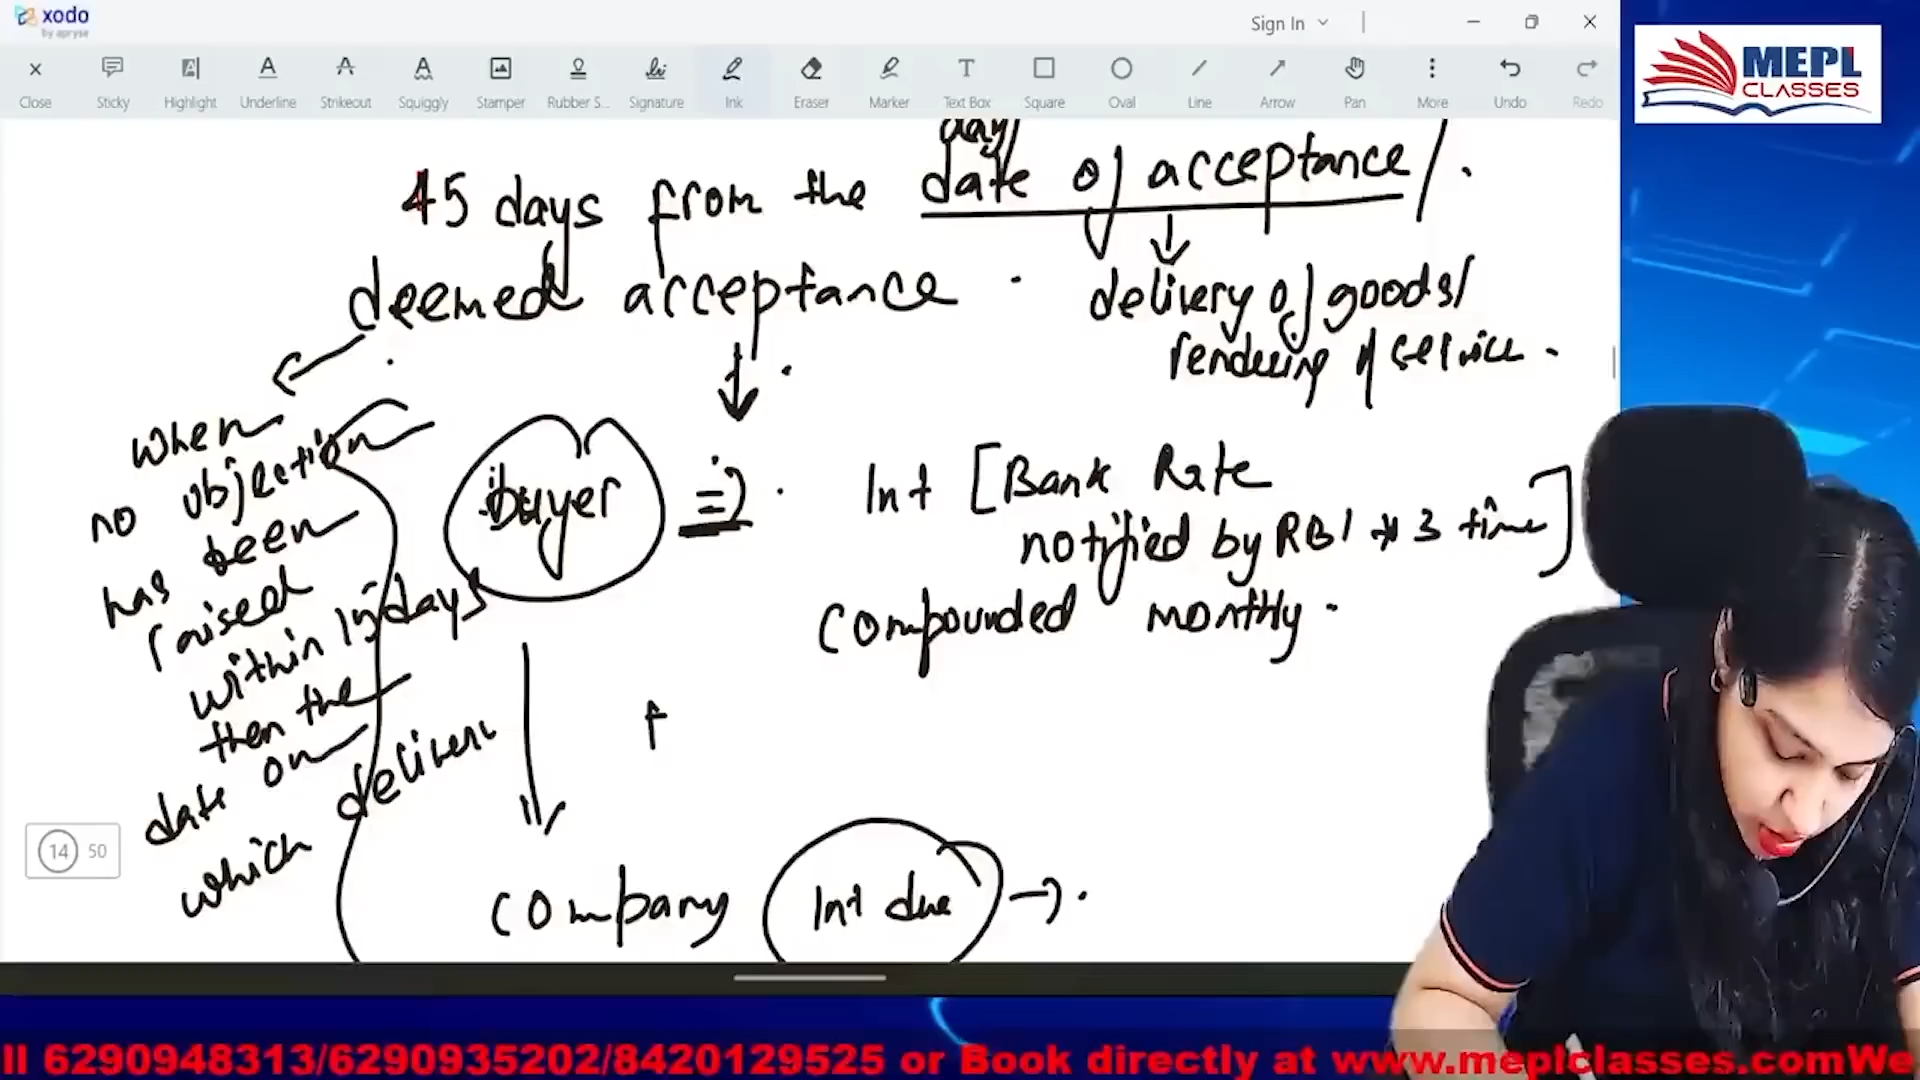 xodo
by apryse
Sign In
Close Sticky Highlight Underline Strikeout Squiggly Stamper Rubber S... Signature Ink Eraser Marker Text Box Square Oval Line Arrow Pan More Undo Redo
MEPL
CLASSES
day/
45 days from the date of acceptance/
deemed acceptance
delivery of goods/
rendering of service
when
no objection
has been
raised
within 15 days
then the
date on
which delivery
buyer => Int [Bank Rate
notified by RBI * 3 time]
compounded monthly
company Int due →
14 50
ll 6290948313/6290935202/8420129525 or Book directly at www.meplclasses.comWe